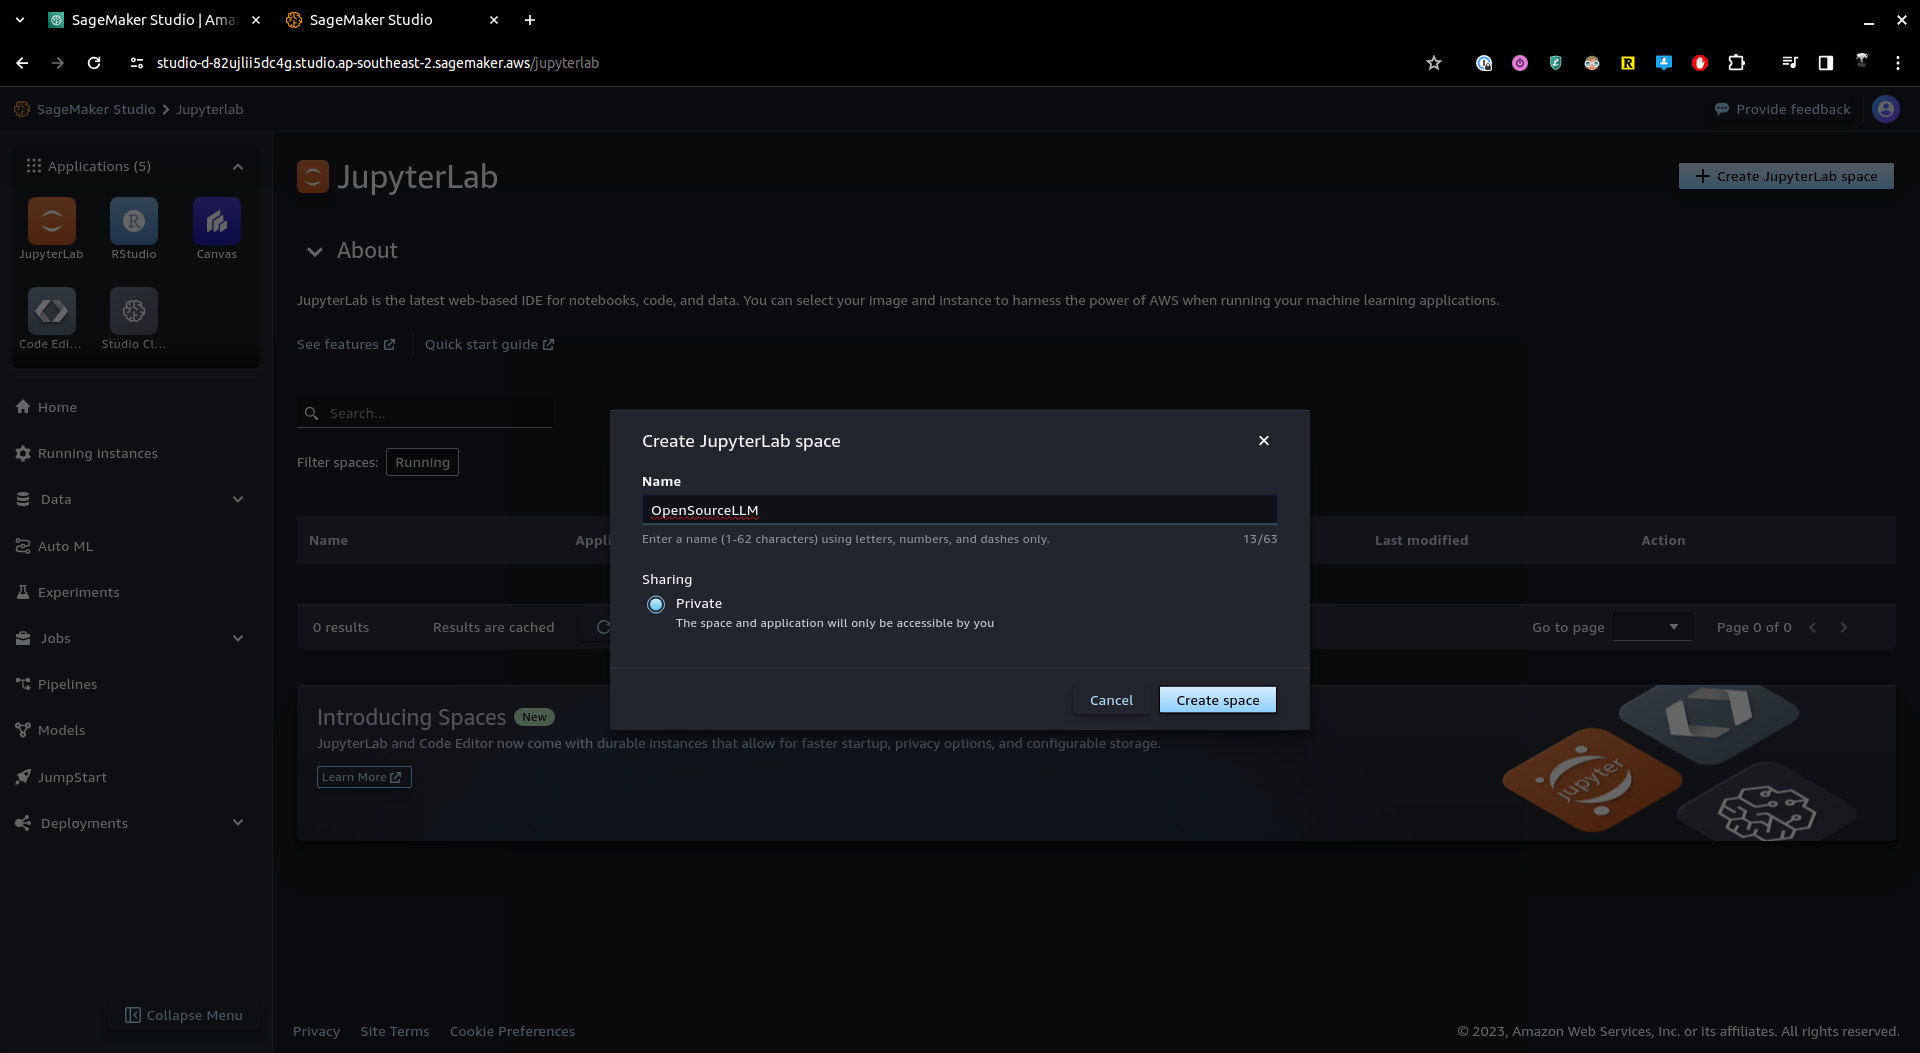 SageMaker Studio | Ama
SageMaker Studio
studio-d-82ujlii5dc4g.studio.ap-southeast-2.sagemaker.aws/jupyterlab
SageMaker Studio > Jupyterlab
Provide feedback
Applications (5)
JupyterLab
RStudio
Canvas
Code Edi...
Studio Cl...
Home
Running instances
Data
Auto ML
Experiments
Jobs
Pipelines
Models
JumpStart
Deployments
Collapse Menu
JupyterLab
+ Create JupyterLab space
About
JupyterLab is the latest web-based IDE for notebooks, code, and data. You can select your image and instance to harness the power of AWS when running your machine learning applications.
See features
Quick start guide
Search...
Filter spaces: Running
Name
Appli
Last modified
Action
0 results
Results are cached
Go to page
Page 0 of 0
Create JupyterLab space
Name
OpenSourceLLM
Enter a name (1-62 characters) using letters, numbers, and dashes only.
13/63
Sharing
Private
The space and application will only be accessible by you
Cancel
Create space
Introducing Spaces New
JupyterLab and Code Editor now come with durable instances that allow for faster startup, privacy options, and configurable storage.
Learn More
jupyter
Privacy
Site Terms
Cookie Preferences
© 2023, Amazon Web Services, Inc. or its affiliates. All rights reserved.